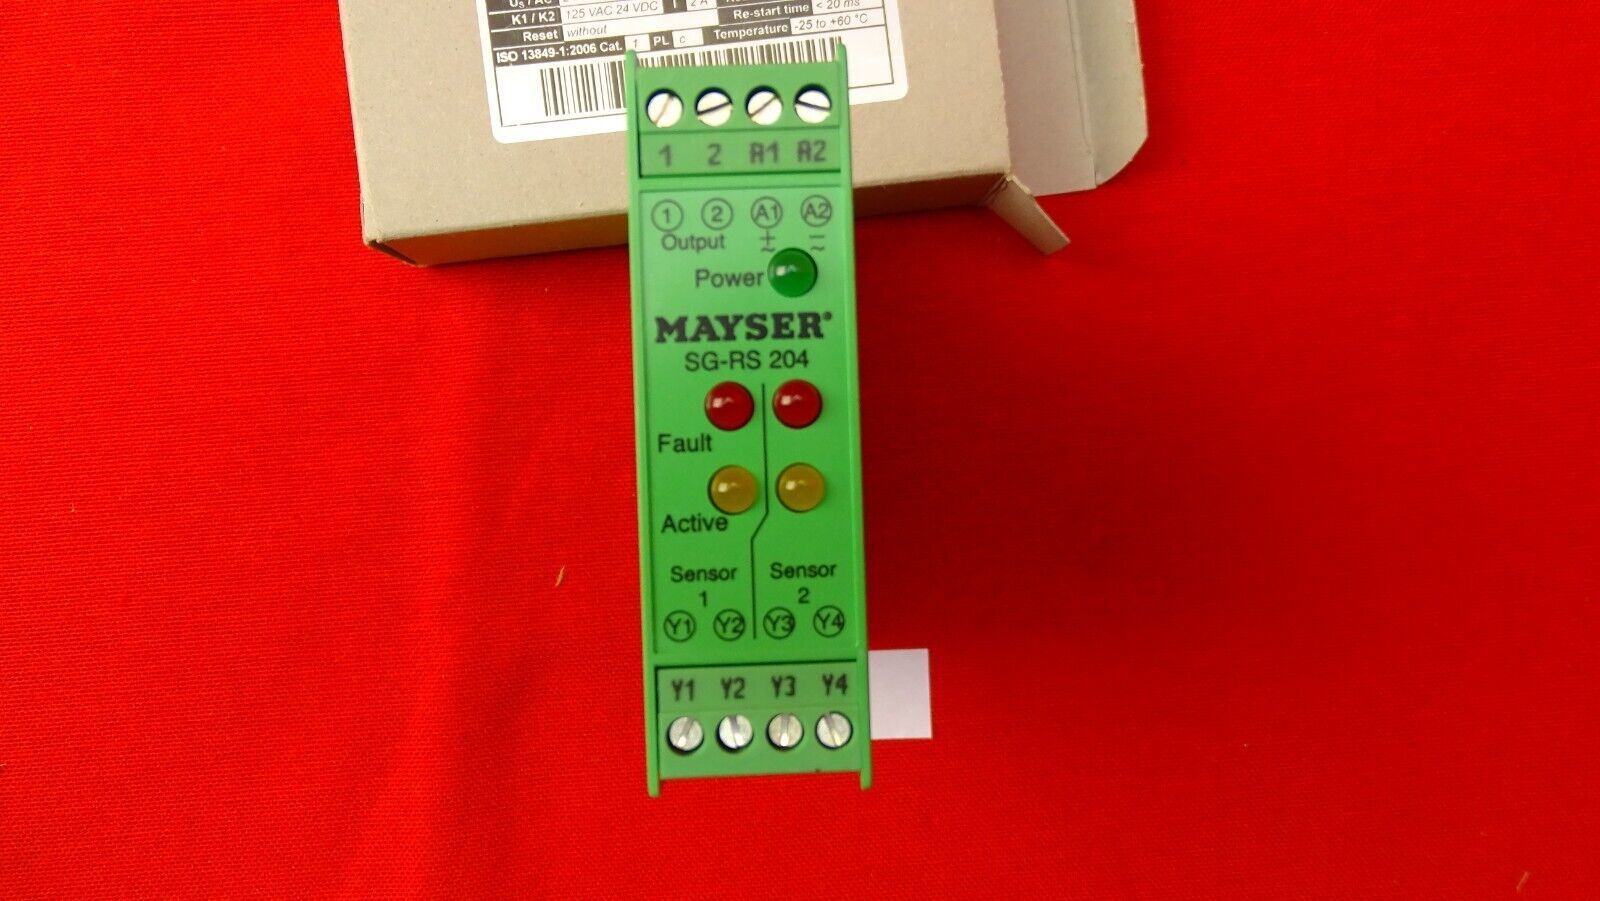 K1 / K2 125 VAC 24 VDC I 2 A
Re-start time < 20 ms
Reset without
Temperature -25 to +60 °C
ISO 13849-1:2006 Cat. 1 PL c
1 2 A1 A2
1 2 A1 A2
Output ± ~ = ~
Power
MAYSER®
SG-RS 204
Fault
Active
Sensor 1
Sensor 2
Y1 Y2 Y3 Y4
Y1 Y2 Y3 Y4